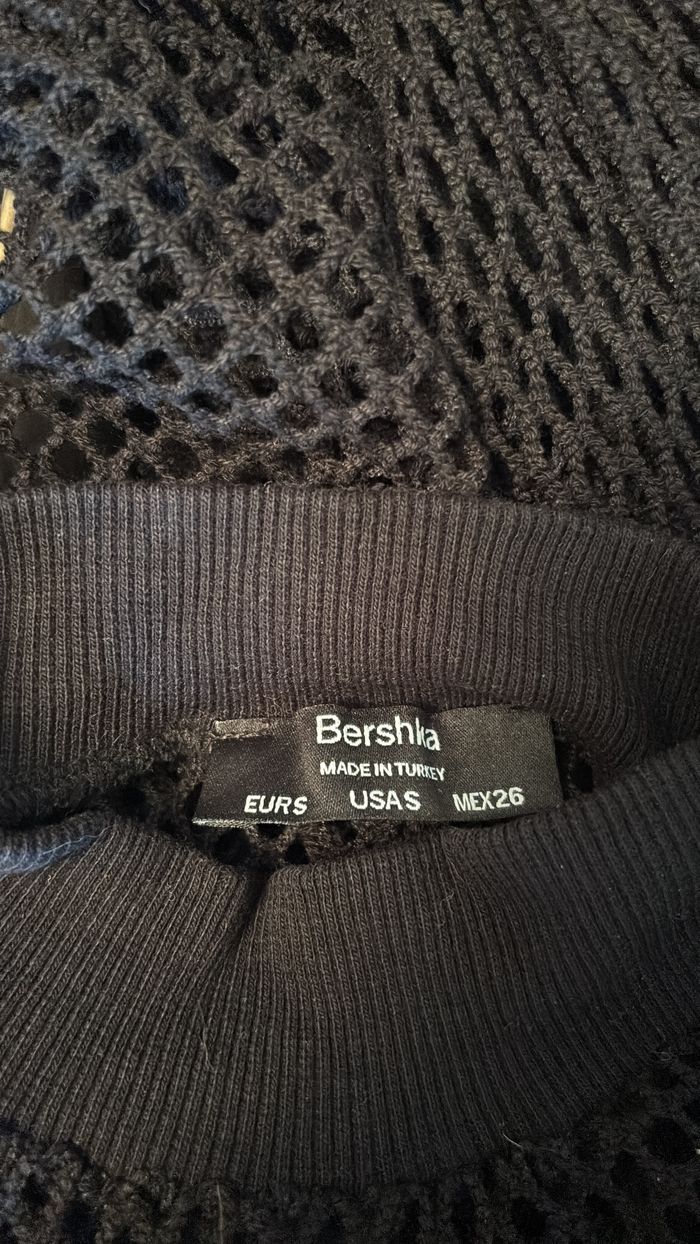 Bershka
MADE IN TURKEY
EUR S USA S MEX 26